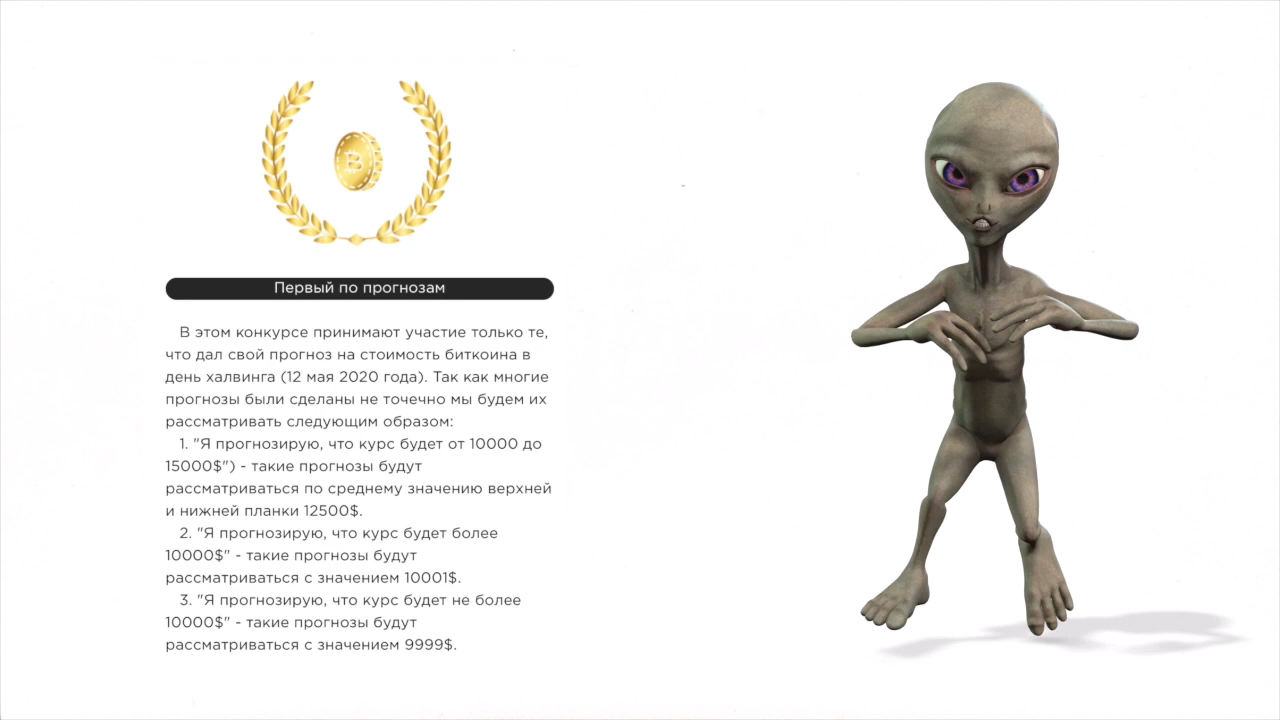 B
Первый по прогнозам
В этом конкурсе принимают участие только те,
что дал свой прогноз на стоимость биткоина в
день халвинга (12 мая 2020 года). Так как многие
прогнозы были сделаны не точечно мы будем их
рассматривать следующим образом:
1. "Я прогнозирую, что курс будет от 10000 до
15000$") - такие прогнозы будут
рассматриваться по среднему значению верхней
и нижней планки 12500$.
2. "Я прогнозирую, что курс будет более
10000$" - такие прогнозы будут
рассматриваться с значением 10001$.
3. "Я прогнозирую, что курс будет не более
10000$" - такие прогнозы будут
рассматриваться с значением 9999$.